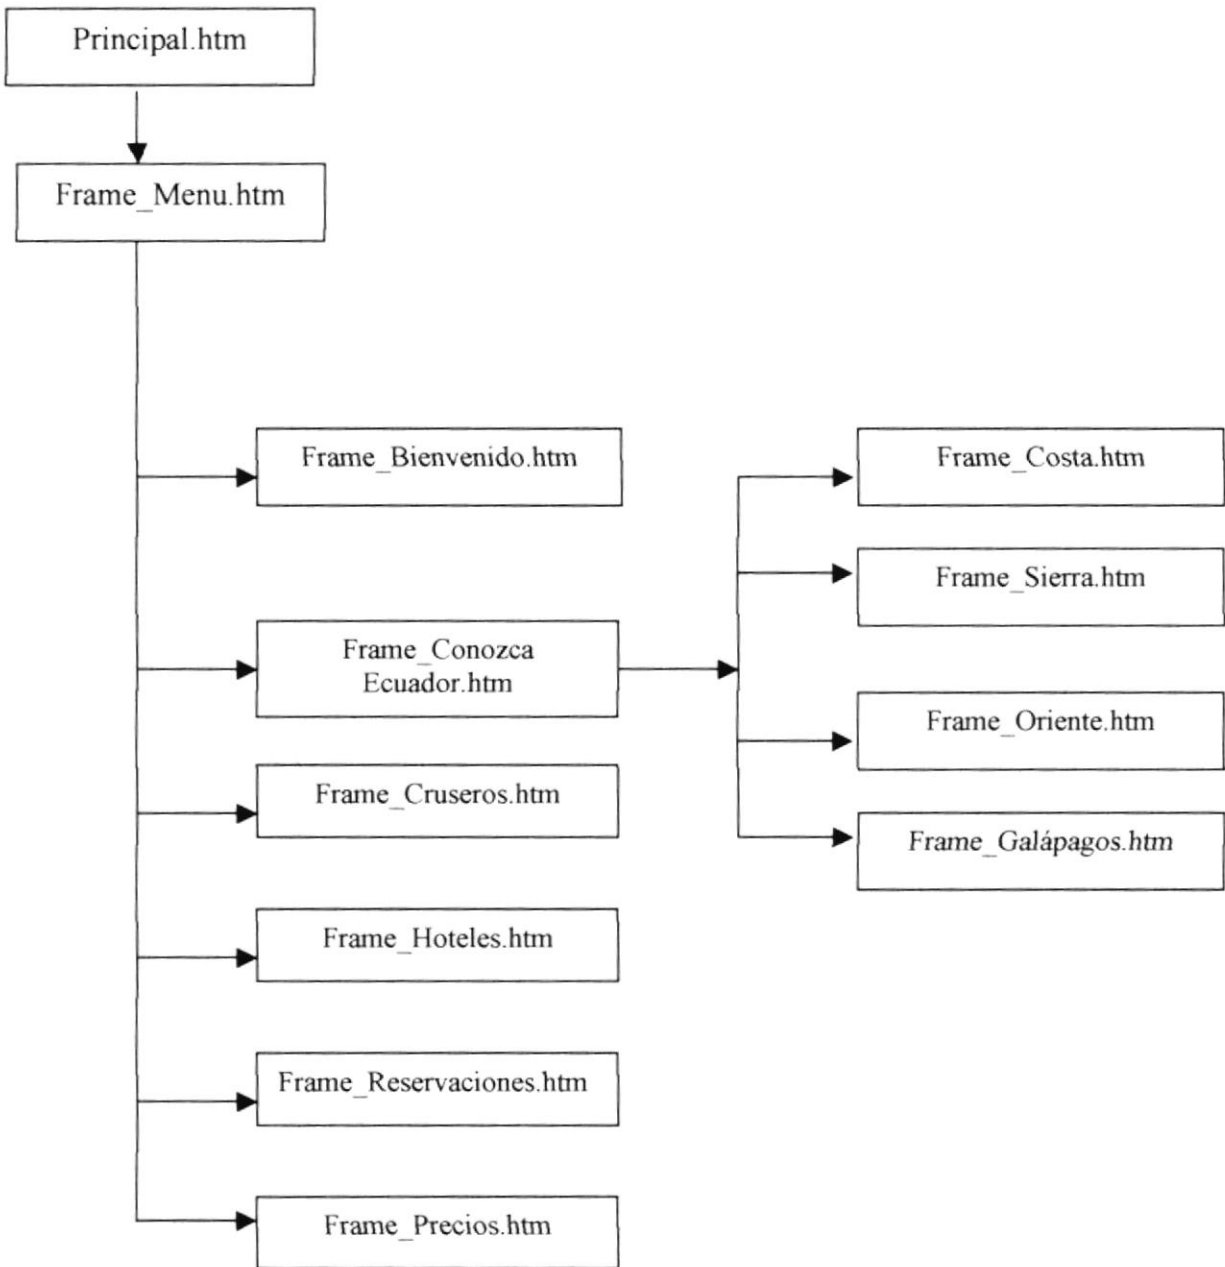 Principal.htm
Frame_Menu.htm
Frame_Bienvenido.htm
Frame_Costa.htm
Frame_Sierra.htm
Frame_Conozca
Ecuador.htm
Frame_Oriente.htm
Frame_Cruseros.htm
Frame_Galápagos.htm
Frame_Hoteles.htm
Frame_Reservaciones.htm
Frame_Precios.htm